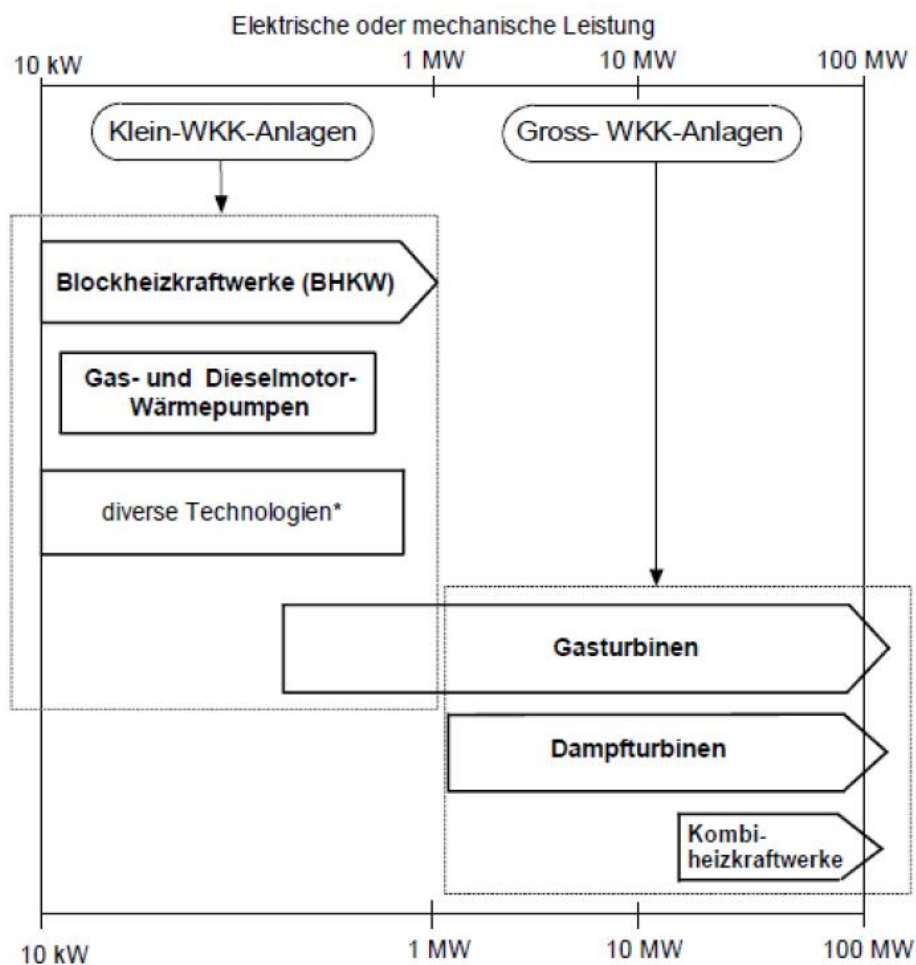 Elektrische oder mechanische Leistung
10 kW 1 MW 10 MW 100 MW
Klein-WKK-Anlagen Gross- WKK-Anlagen
Blockheizkraftwerke (BHKW)
Gas- und Dieselmotor-
Wärmepumpen
diverse Technologien*
Gasturbinen
Dampfturbinen
Kombi-
heizkraftwerke
10 kW 1 MW 10 MW 100 MW